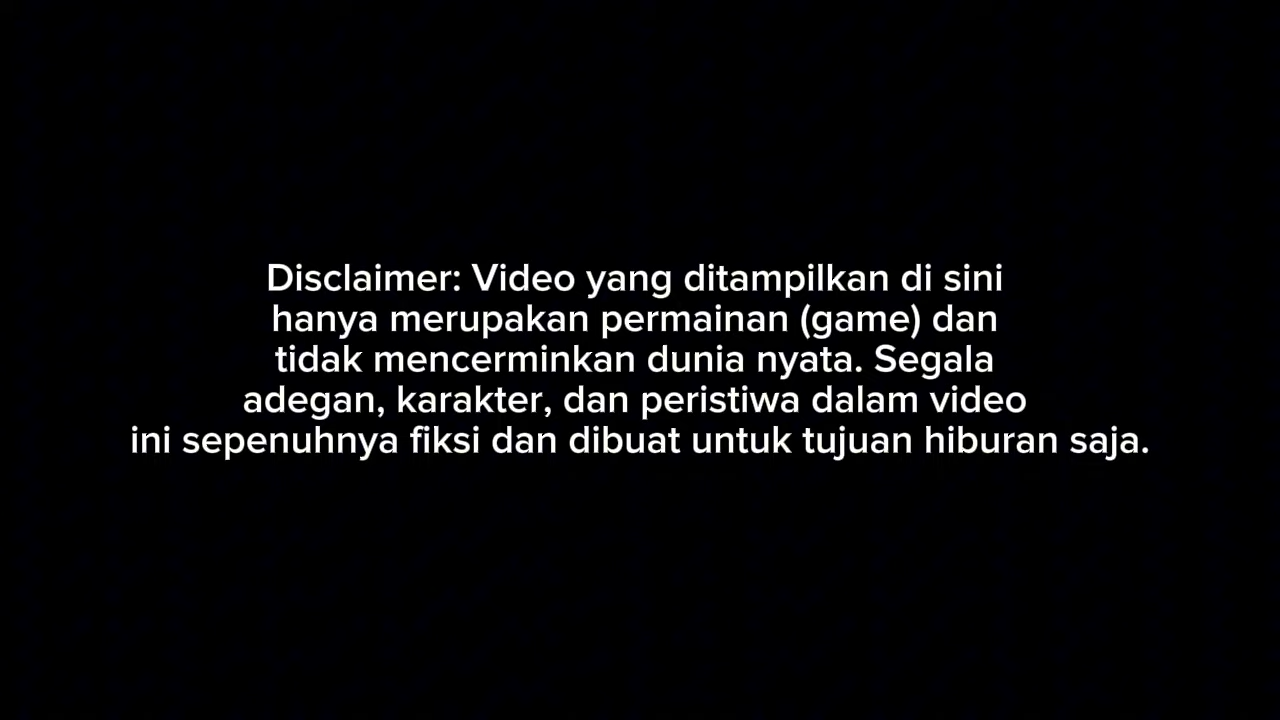 Disclaimer: Video yang ditampilkan di sini
hanya merupakan permainan (game) dan
tidak mencerminkan dunia nyata. Segala
adegan, karakter, dan peristiwa dalam video
ini sepenuhnya fiksi dan dibuat untuk tujuan hiburan saja.